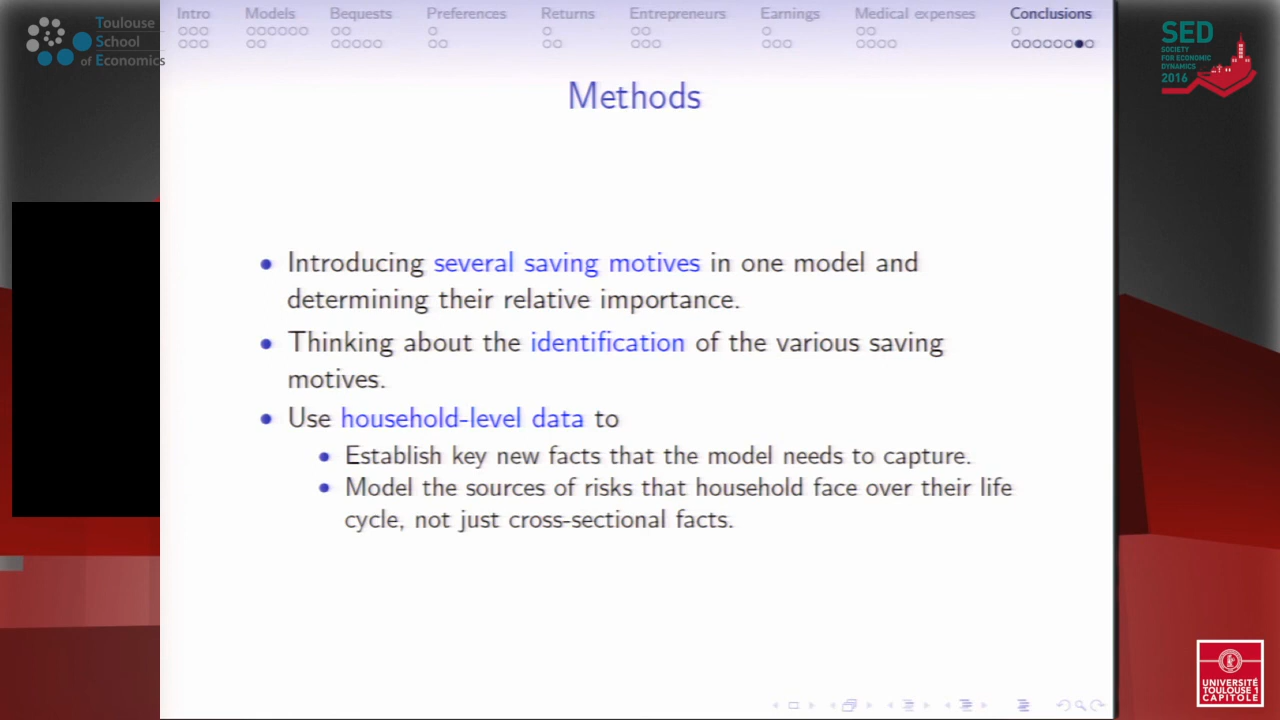 Toulouse
School
of Economics
Intro
Models
Bequests
Preferences
Returns
Entrepreneurs
Earnings
Medical expenses
Conclusions
SED
SOCIETY
FOR ECONOMIC
DYNAMICS
2016
Methods
Introducing several saving motives in one model and
determining their relative importance.
Thinking about the identification of the various saving
motives.
Use household-level data to
Establish key new facts that the model needs to capture.
Model the sources of risks that household face over their life
cycle, not just cross-sectional facts.
UNIVERSITÉ
TOULOUSE 1
CAPITOLE